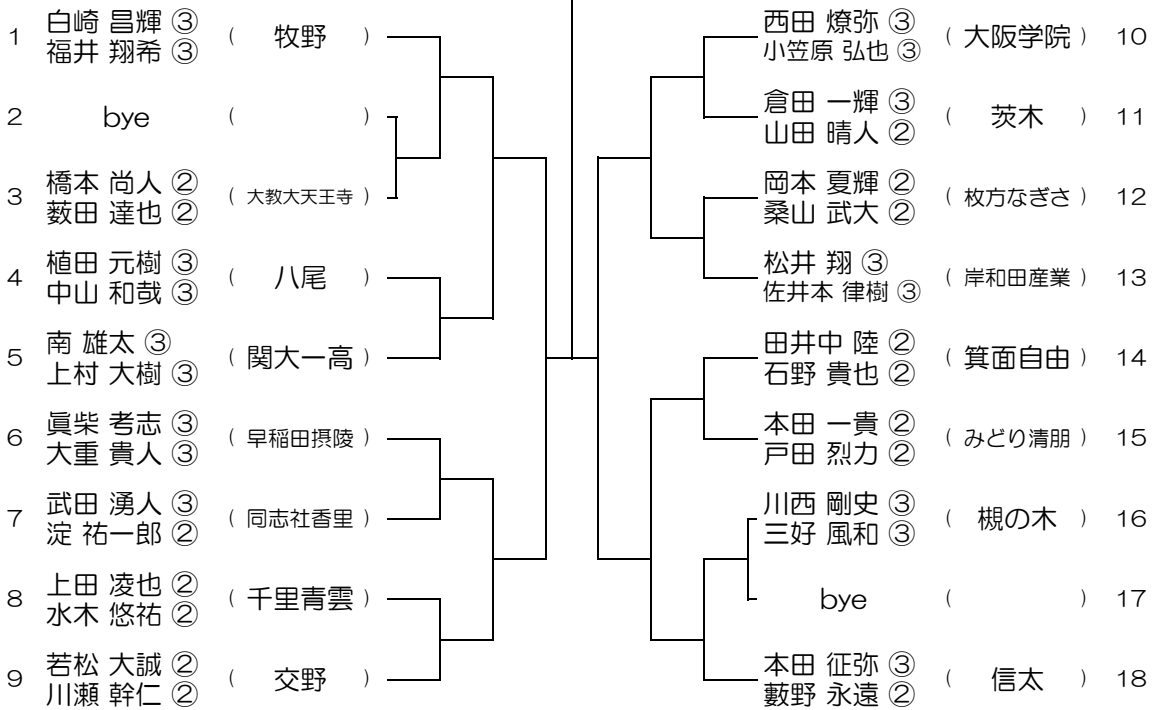 1 白崎 昌輝 ③ ( 牧野 )
福井 翔希 ③
2 bye ( )
3 橋本 尚人 ② ( 大教大天王寺 )
薮田 達也 ②
4 植田 元樹 ③ ( 八尾 )
中山 和哉 ③
5 南 雄太 ③ ( 関大一高 )
上村 大樹 ③
6 眞柴 考志 ③ ( 早稲田摂陵 )
大重 貴人 ③
7 武田 湧人 ③ ( 同志社香里 )
淀 祐一郎 ②
8 上田 凌也 ② ( 千里青雲 )
水木 悠祐 ②
9 若松 大誠 ② ( 交野 )
川瀬 幹仁 ②
西田 燎弥 ③ ( 大阪学院 ) 10
小笠原 弘也 ③
倉田 一輝 ③ ( 茨木 ) 11
山田 晴人 ②
岡本 夏輝 ② ( 枚方なぎさ ) 12
桑山 武大 ②
松井 翔 ③ ( 岸和田産業 ) 13
佐井本 律樹 ③
田井中 陸 ② ( 箕面自由 ) 14
石野 貴也 ②
本田 一貴 ② ( みどり清朋 ) 15
戸田 烈力 ②
川西 剛史 ③ ( 槻の木 ) 16
三好 風和 ③
bye ( ) 17
本田 征弥 ③ ( 信太 ) 18
藪野 永遠 ②